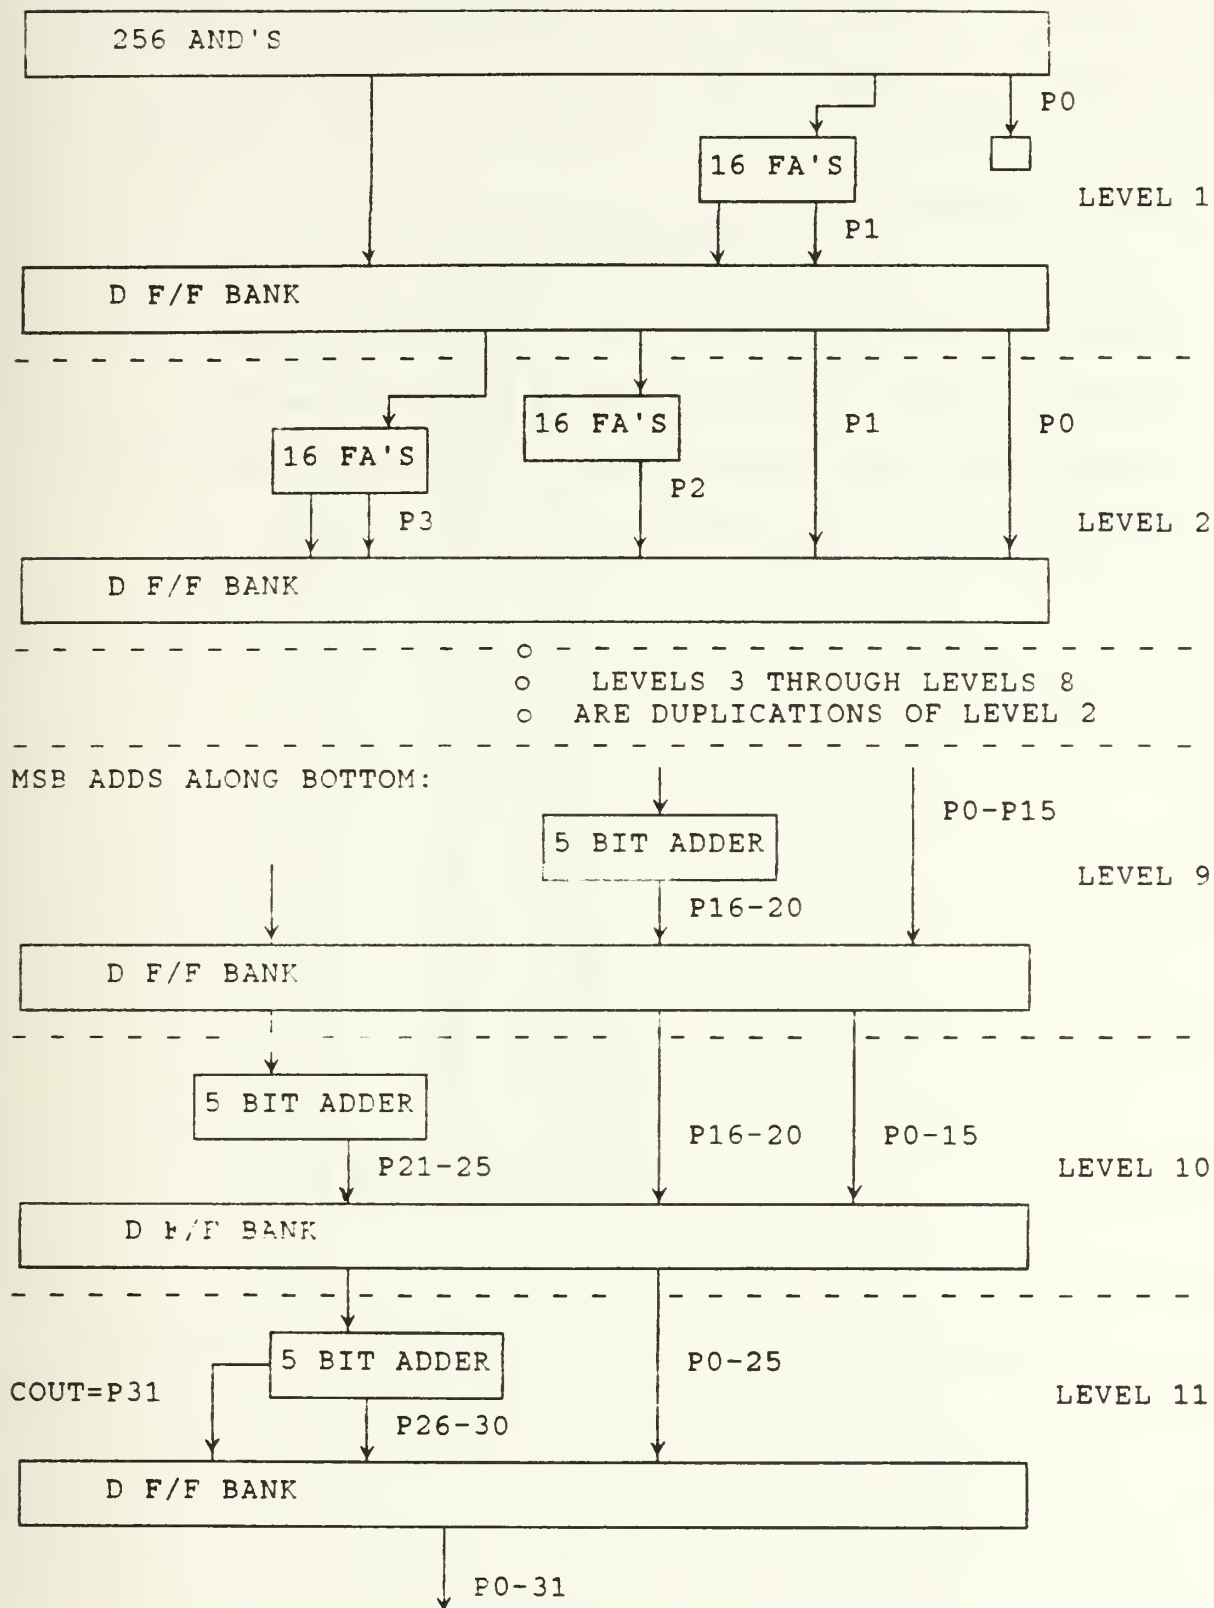 256 AND'S
P0
16 FA'S
LEVEL 1
P1
D F/F BANK
16 FA'S
P1
P0
16 FA'S
P2
P3
LEVEL 2
D F/F BANK
LEVELS 3 THROUGH LEVELS 8
ARE DUPLICATIONS OF LEVEL 2
MSB ADDS ALONG BOTTOM:
P0-P15
5 BIT ADDER
LEVEL 9
P16-20
D F/F BANK
5 BIT ADDER
P16-20
P0-15
P21-25
LEVEL 10
D F/F BANK
5 BIT ADDER
P0-25
COUT=P31
LEVEL 11
P26-30
D F/F BANK
P0-31